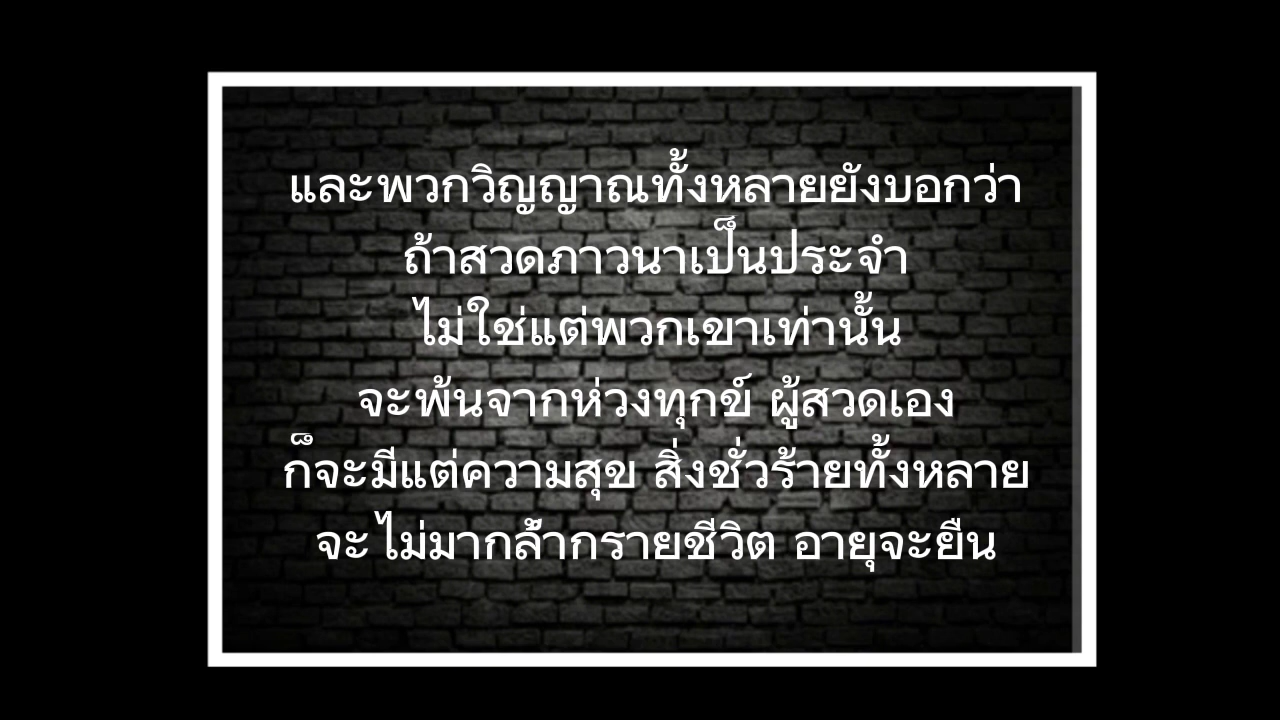 และพวกวิญญาณทั้งหลายยังบอกว่า
ถ้าสวดภาวนาเป็นประจำ
ไม่ใช่แต่พวกเขาเท่านั้น
จะพ้นจากห่วงทุกข์ ผู้สวดเอง
ก็จะมีแต่ความสุข สิ่งชั่วร้ายทั้งหลาย
จะไม่มากล้ำกรายชีวิต อายุจะยืน